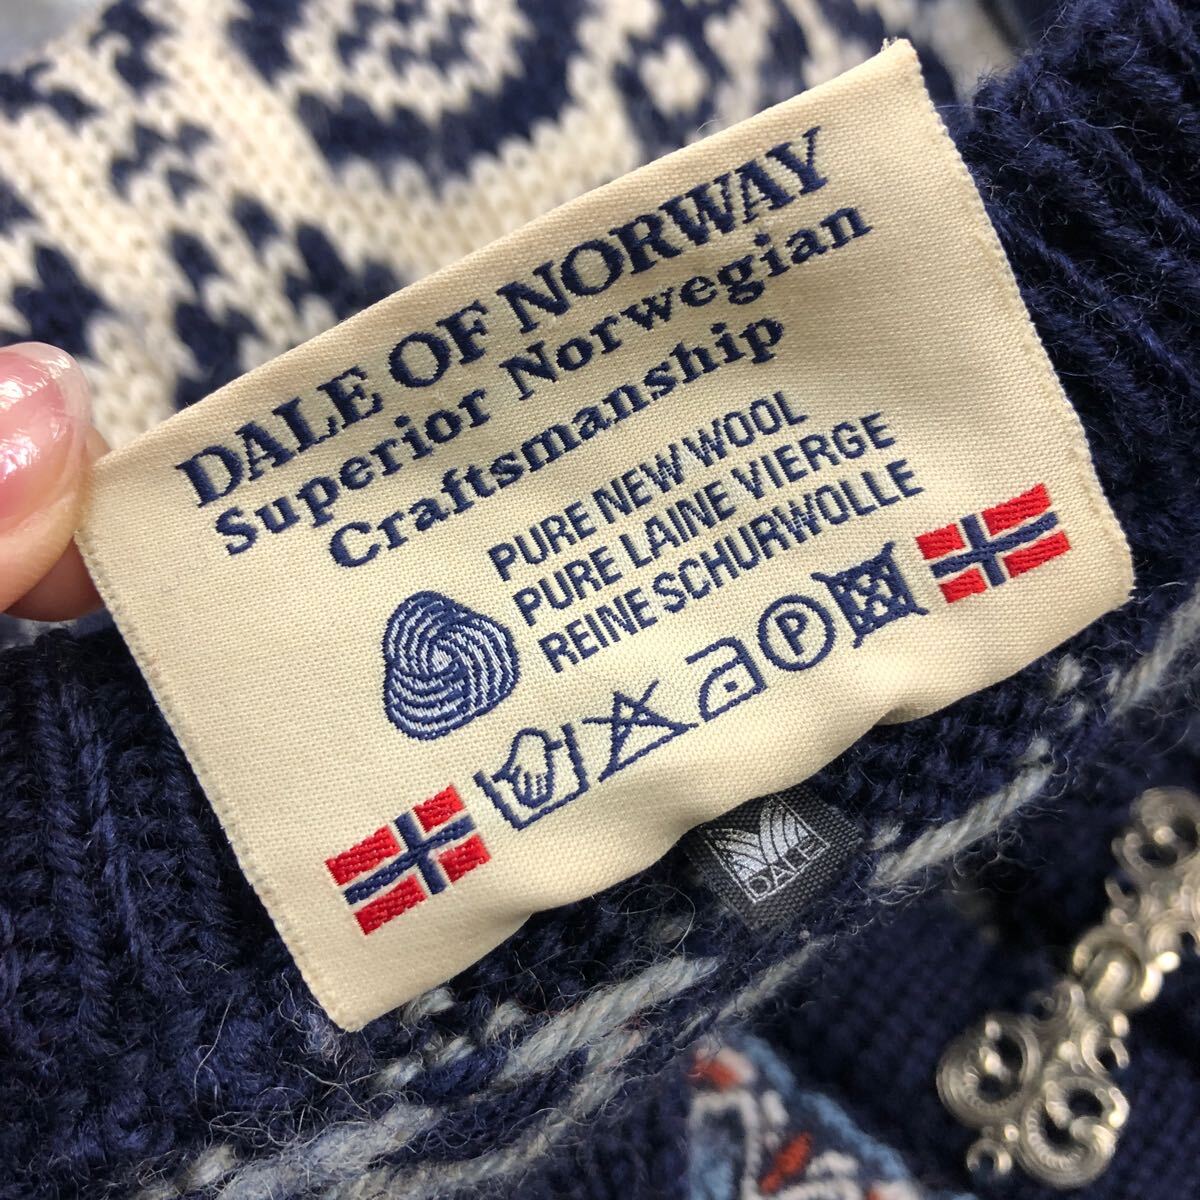 DALE OF NORWAY
Superior Norwegian
Craftsmanship
PURE NEW WOOL
PURE LAINE VIERGE
REINE SCHURWOLLE
P
DALE